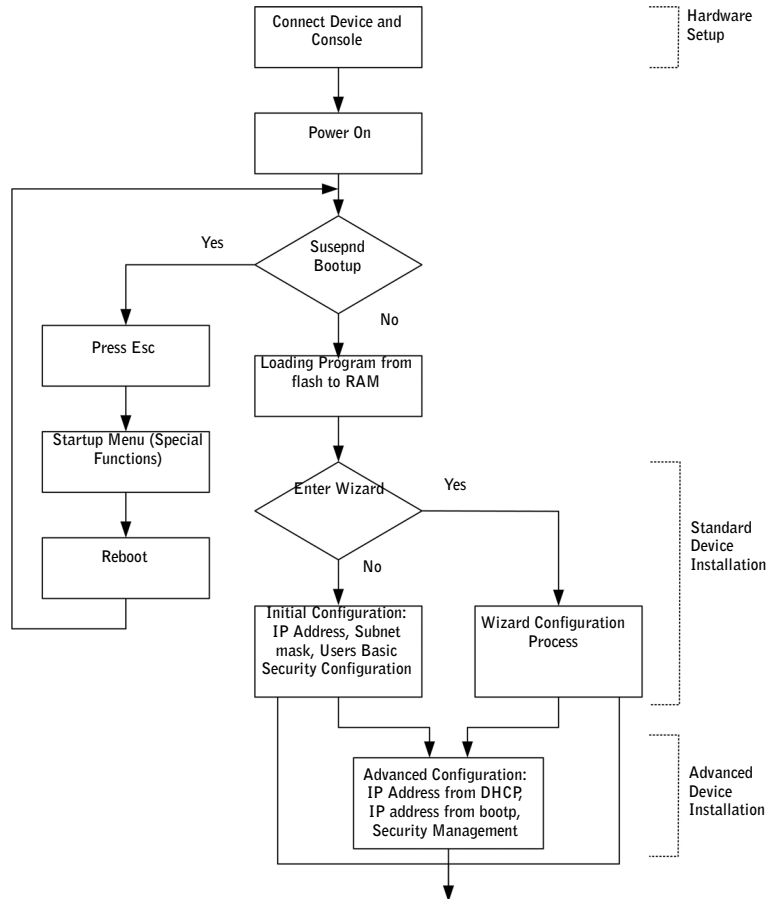 Connect Device and
Console
Hardware
Setup
Power On
Yes
Susepnd
Bootup
No
Press Esc
Loading Program from
flash to RAM
Startup Menu (Special
Functions)
Enter Wizard
Yes
Reboot
No
Standard
Device
Installation
Initial Configuration:
IP Address, Subnet
mask, Users Basic
Security Configuration
Wizard Configuration
Process
Advanced Configuration:
IP Address from DHCP,
IP address from bootp,
Security Management
Advanced
Device
Installation